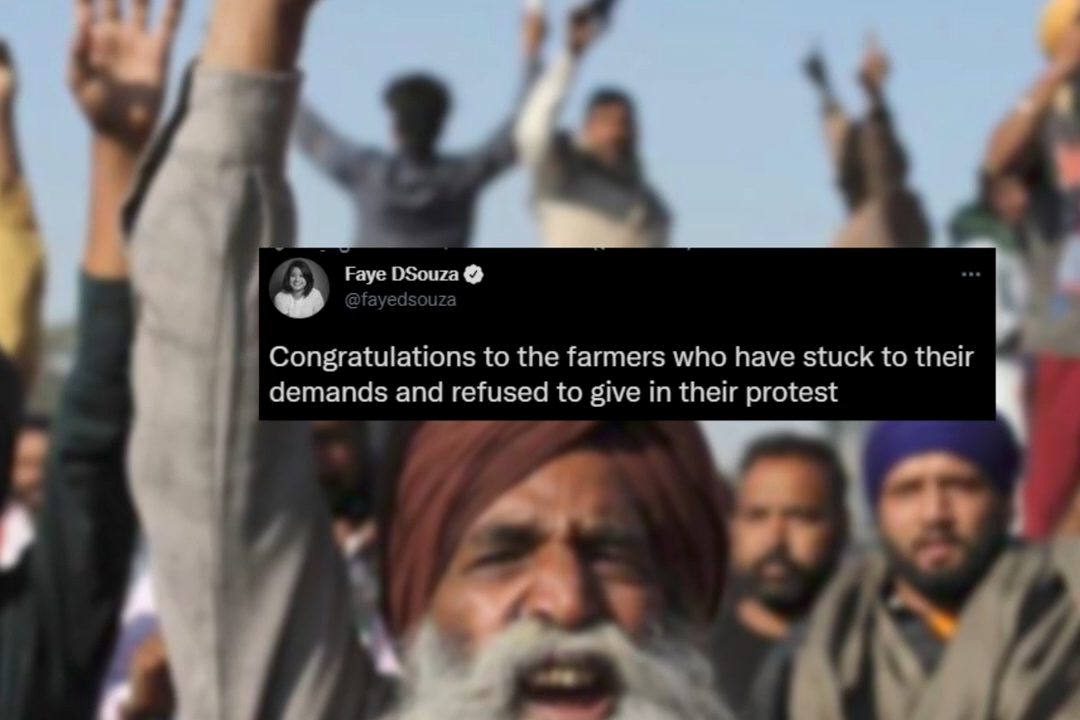 Faye DSouza
@fayedsouza
Congratulations to the farmers who have stuck to their
demands and refused to give in their protest